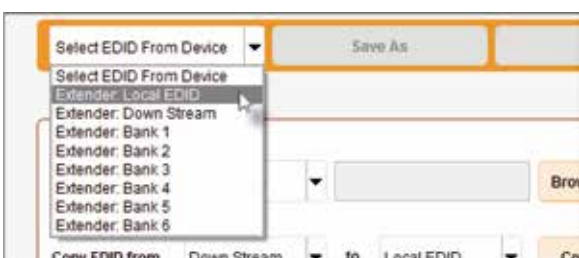 Select EDID From Device Save As
Select EDID From Device
Extender: Local EDID
Extender: Down Stream
Extender: Bank 1
Extender: Bank 2
Extender: Bank 3
Extender: Bank 4
Extender: Bank 5
Extender: Bank 6
Brow
Copy EDID from Down Stream to Local EDID Co